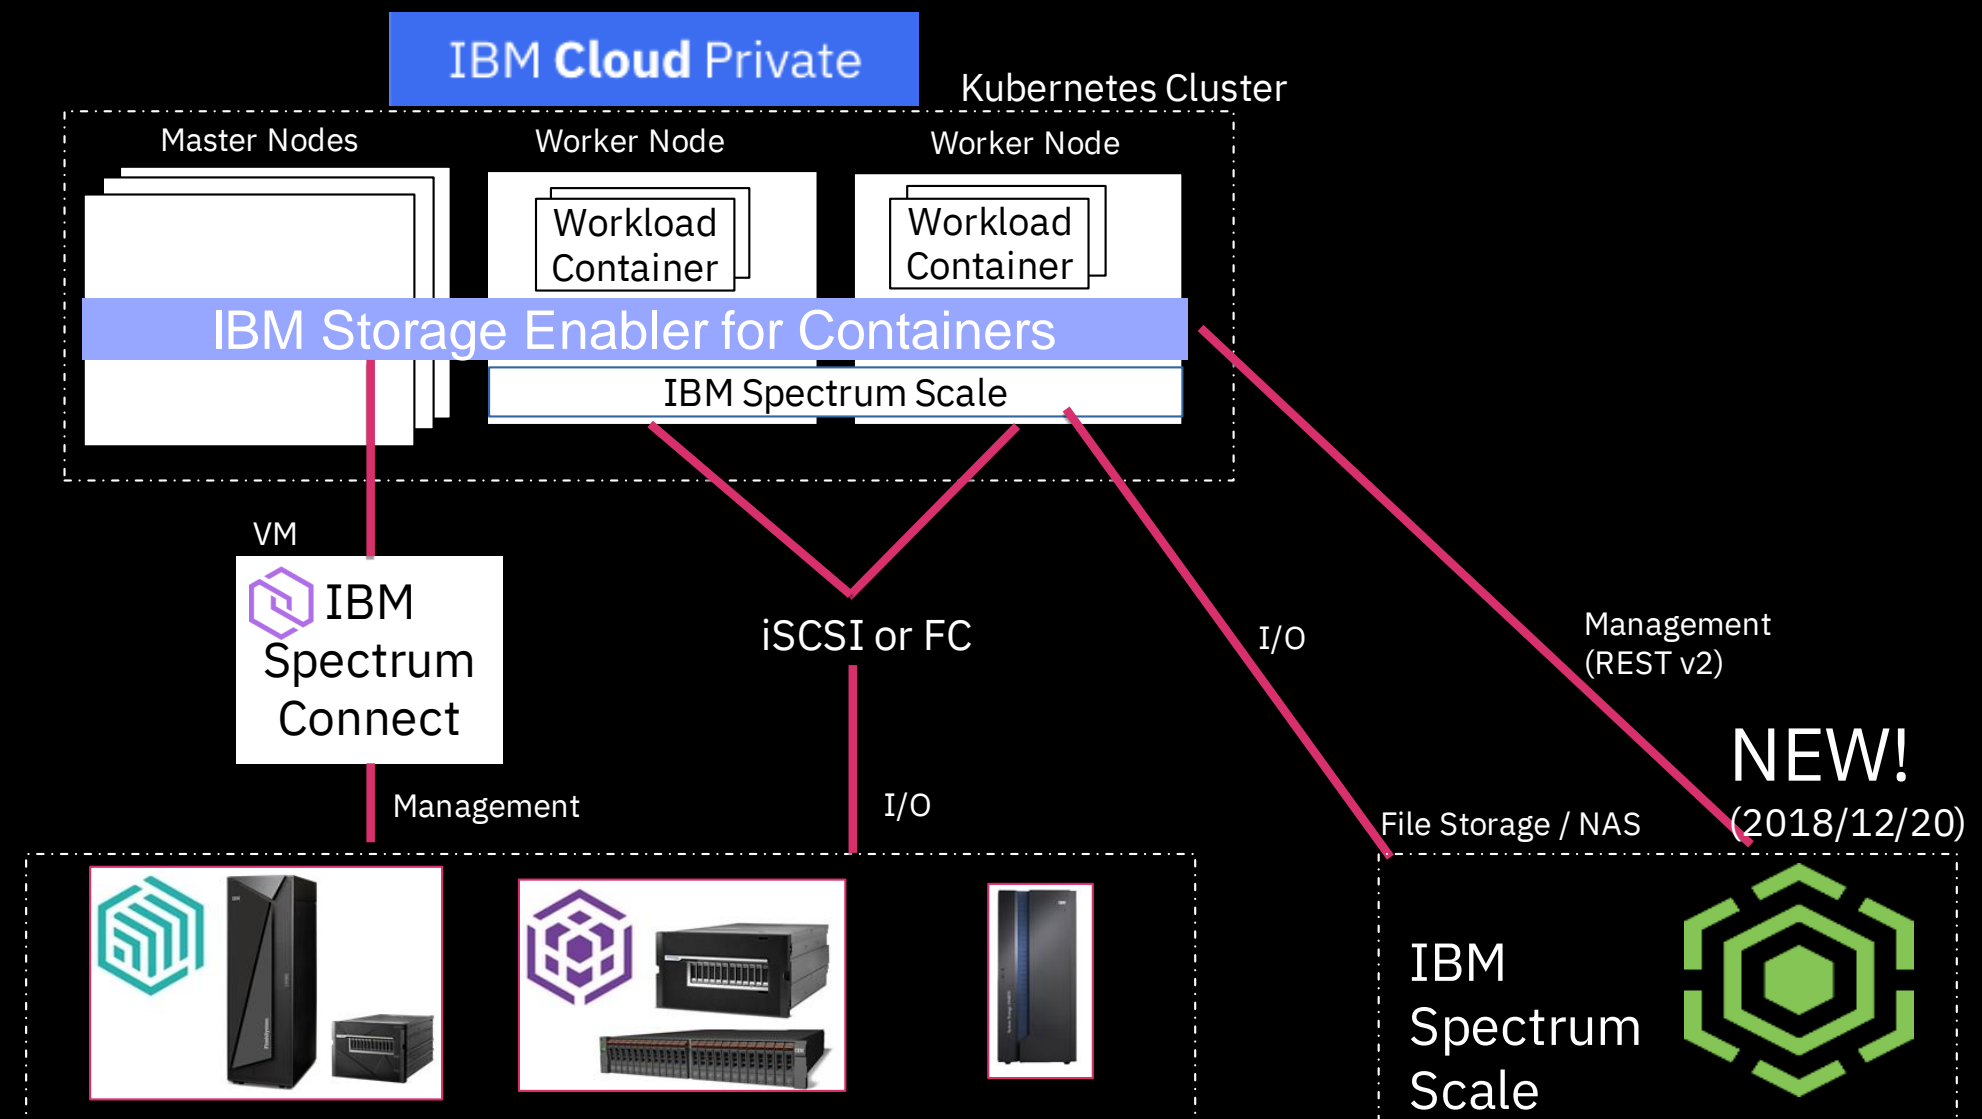 IBM Cloud Private
Kubernetes Cluster
Master Nodes
Worker Node
Worker Node
Workload
Container
Workload
Container
IBM Storage Enabler for Containers
IBM Spectrum Scale
VM
IBM
Spectrum
Connect
iSCSI or FC
I/O
Management
(REST v2)
NEW!
(2018/12/20)
Management
I/O
File Storage / NAS
IBM
Spectrum
Scale